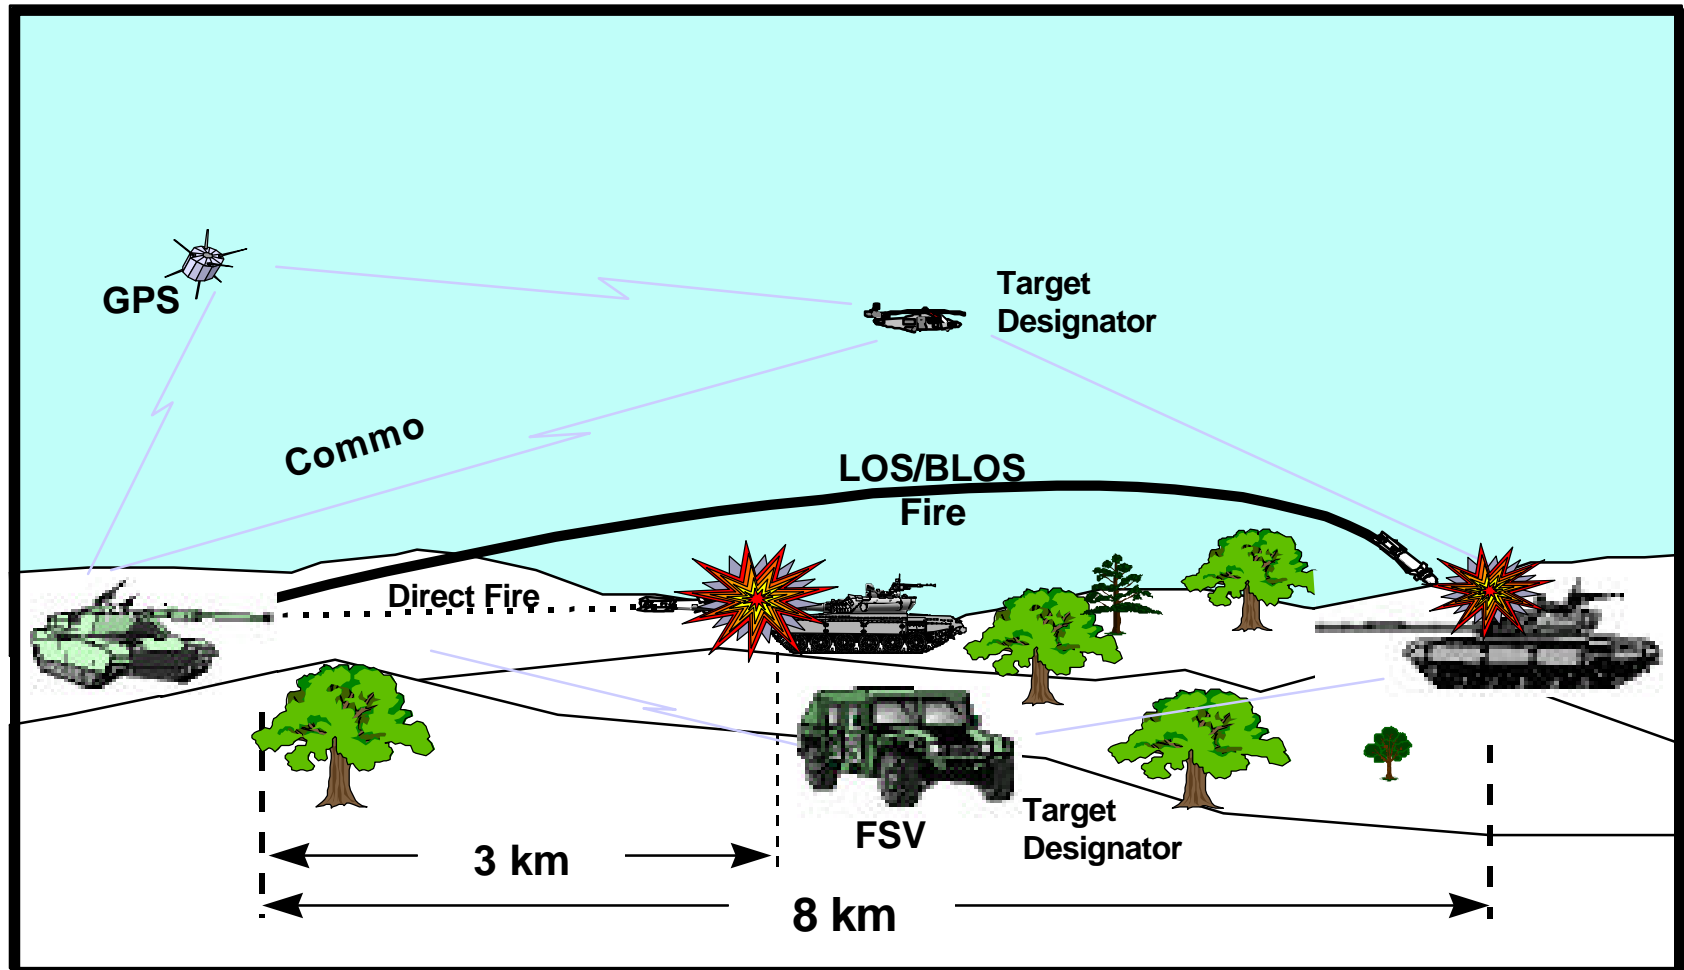 GPS
Target
Designator
Commo
LOS/BLOS
Fire
Direct Fire
FSV
Target
Designator
3 km
8 km